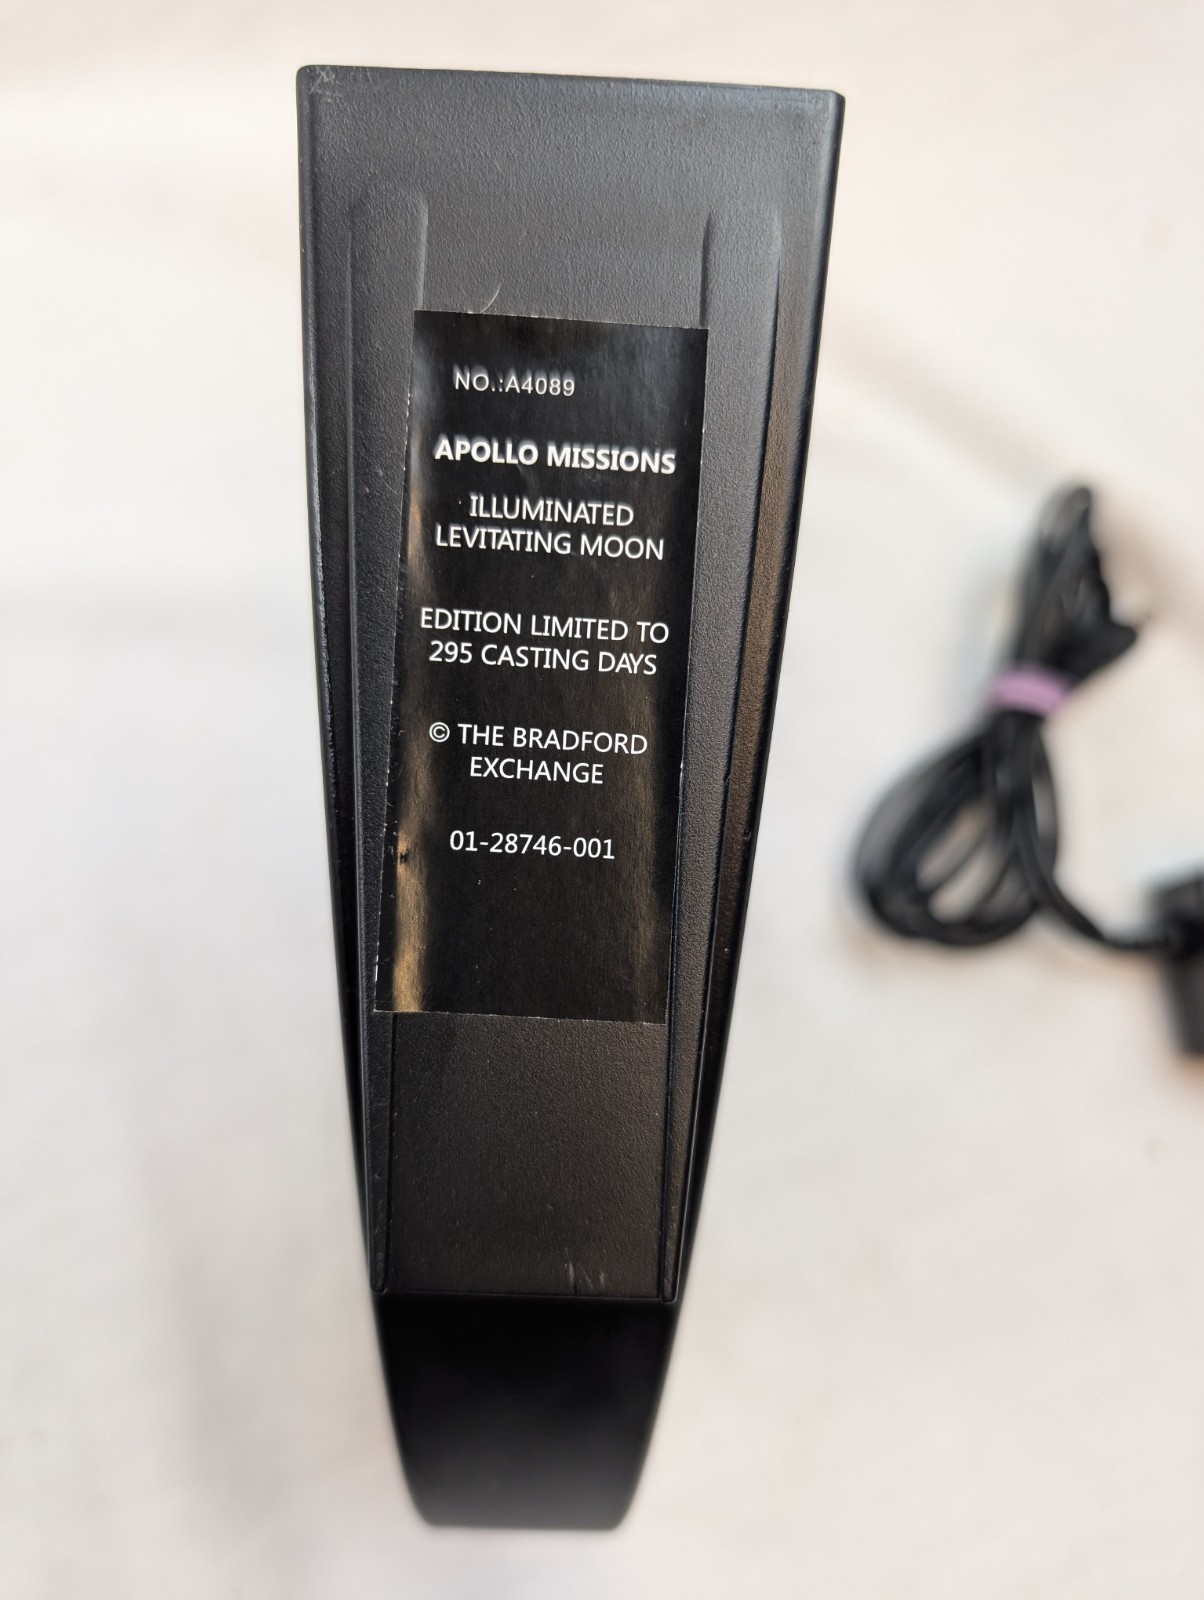 NO.:A4089
APOLLO MISSIONS
ILLUMINATED
LEVITATING MOON
EDITION LIMITED TO
295 CASTING DAYS
© THE BRADFORD
EXCHANGE
01-28746-001